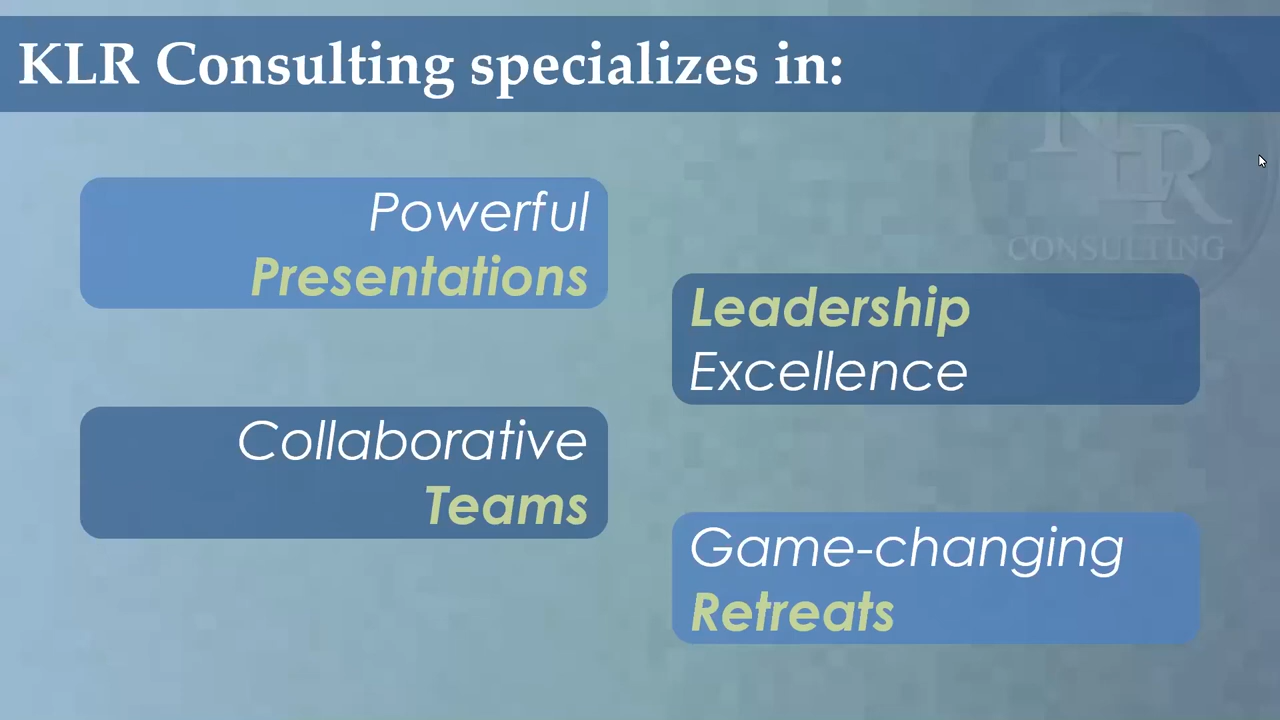 KLR Consulting specializes in:
Powerful
Presentations
Leadership
Excellence
Collaborative
Teams
Game-changing
Retreats
KLR
CONSULTING